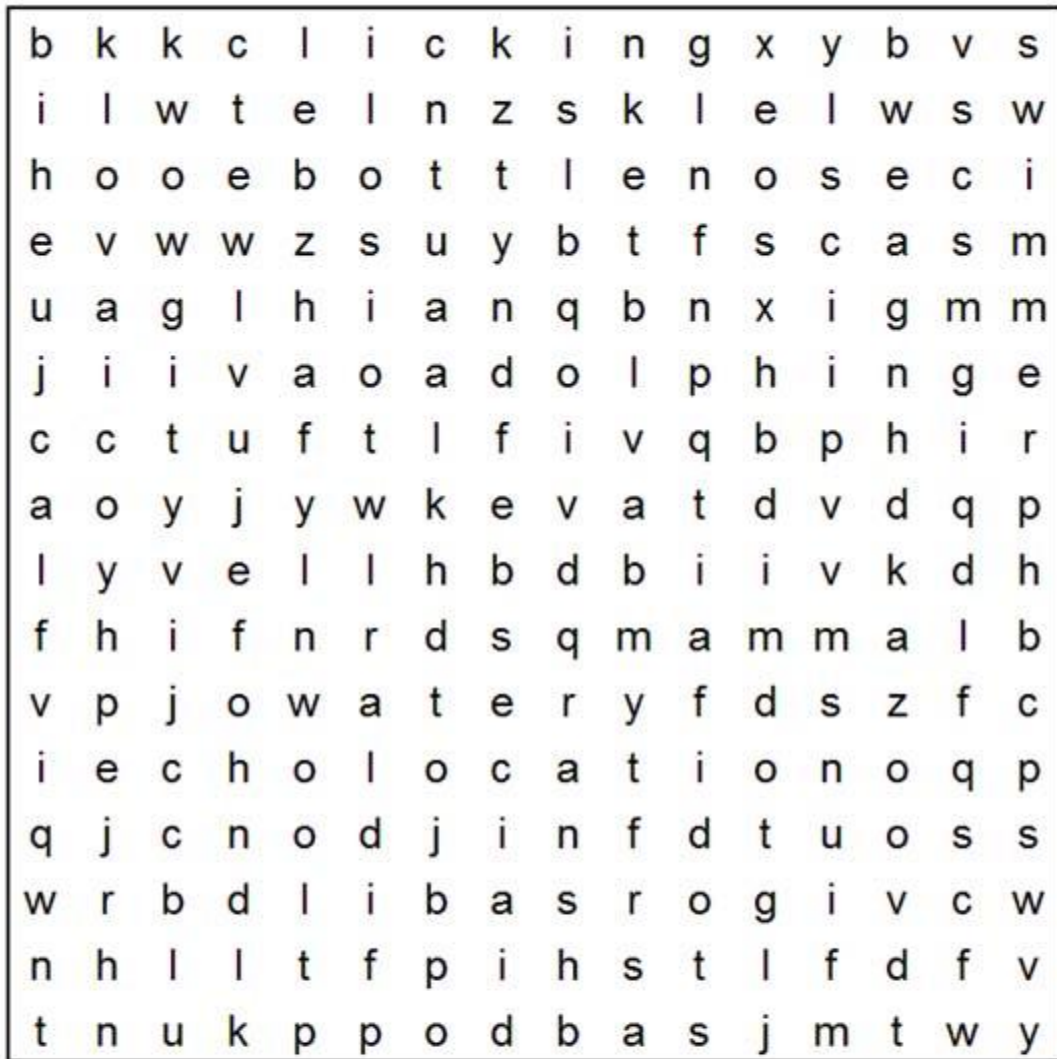 b k k c l i c k i n g x y b v s
i l w t e l n z s k l e l w s w
h o o e b o t t l e n o s e c i
e v w w z s u y b t f s c a s m
u a g l h i a n q b n x i g m m
j i i v a o a d o l p h i n g e
c c t u f t l f i v q b p h i r
a o y j y w k e v a t d v d q p
l y v e l l h b d b i i v k d h
f h i f n r d s q m a m m a l b
v p j o w a t e r y f d s z f c
i e c h o l o c a t i o n o q p
q j c n o d j i n f d t u o s s
w r b d l i b a s r o g i v c w
n h l l t f p i h s t l f d f v
t n u k p p o d b a s j m t w y